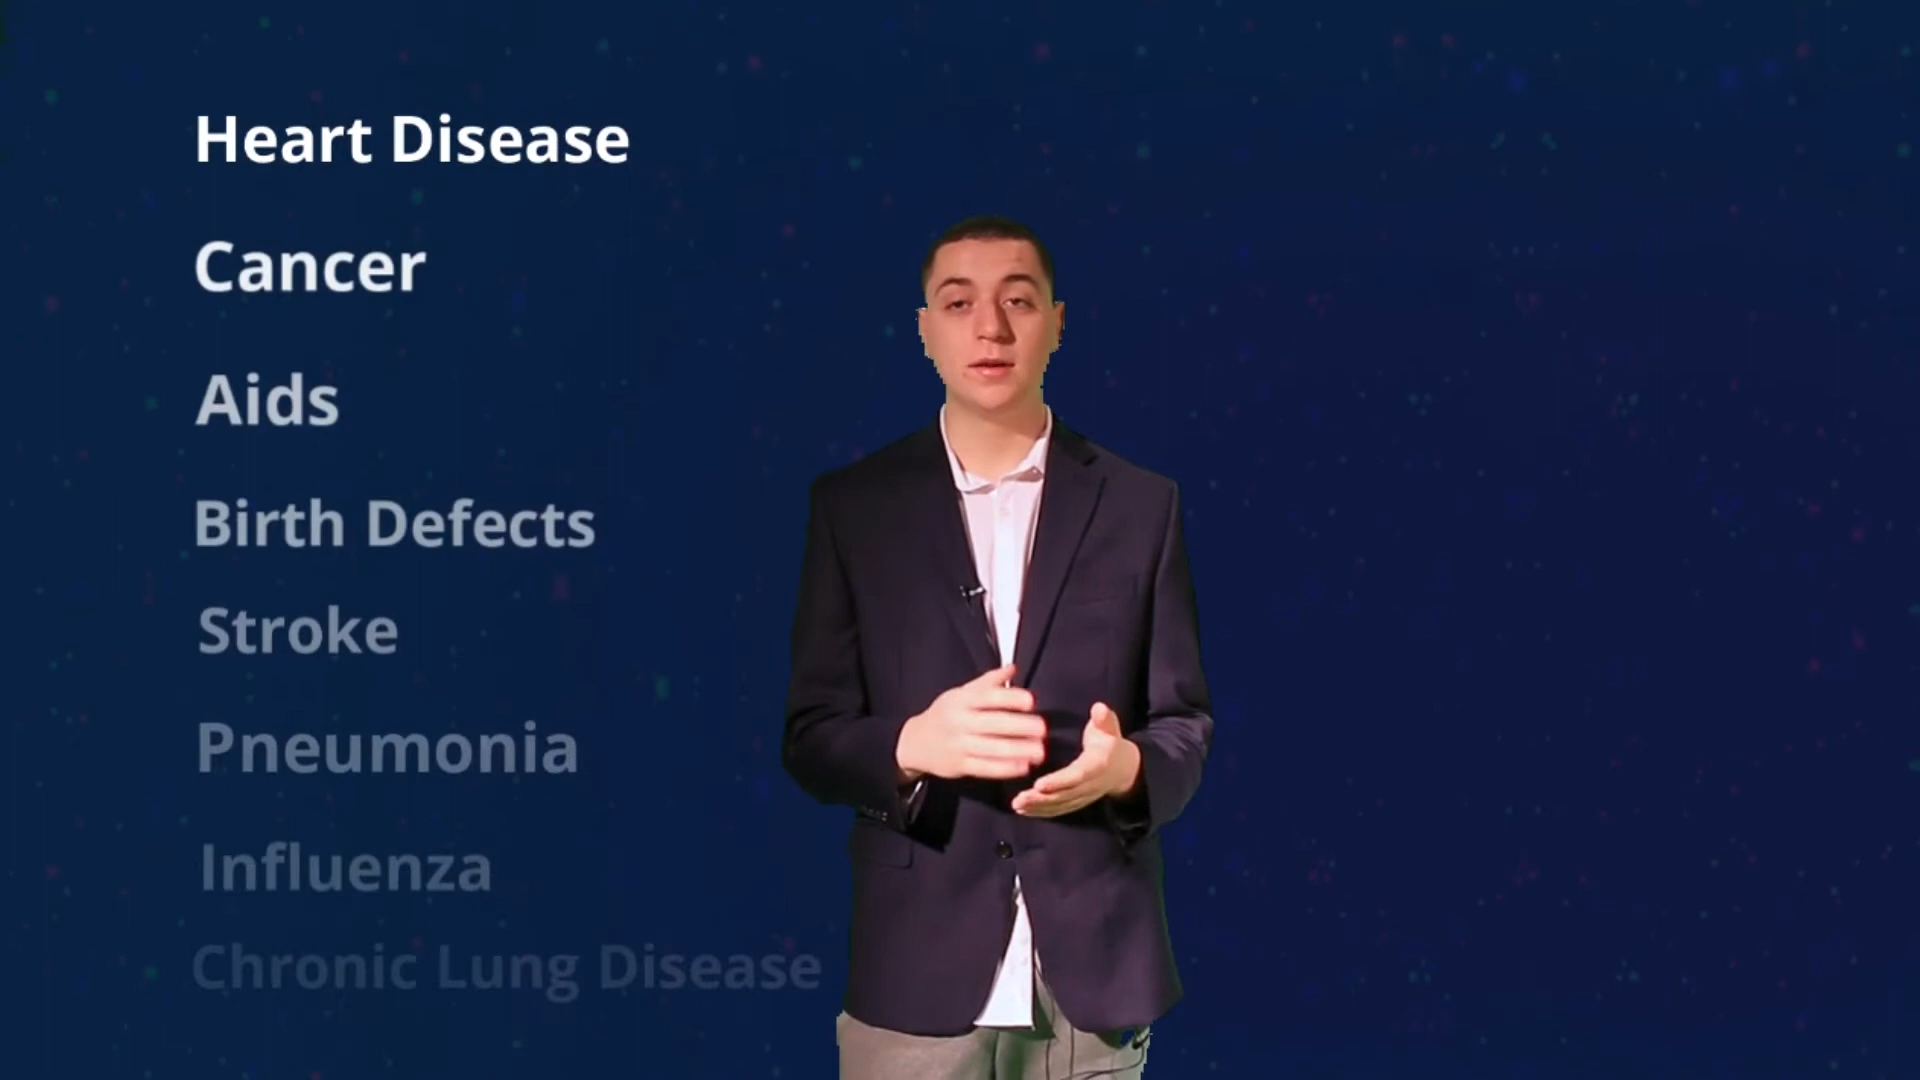 Heart Disease
Cancer
Aids
Birth Defects
Stroke
Pneumonia
Influenza
Chronic Lung Disease